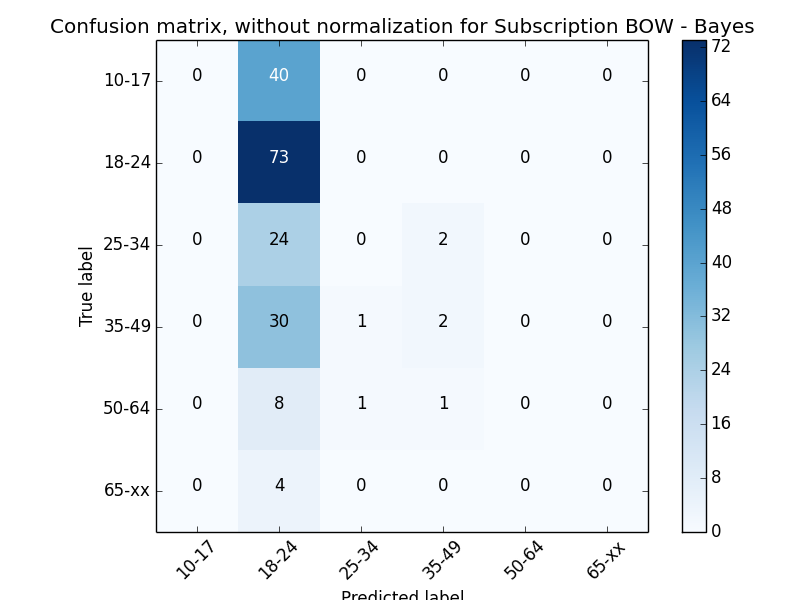 Confusion matrix, without normalization for Subscription BOW - Bayes
10-17 0 40 0 0 0 0
18-24 0 73 0 0 0 0
25-34 0 24 0 2 0 0
35-49 0 30 1 2 0 0
50-64 0 8 1 1 0 0
65-xx 0 4 0 0 0 0
True label
10-17 18-24 25-34 35-49 50-64 65-xx
Predicted label
72
64
56
48
40
32
24
16
8
0